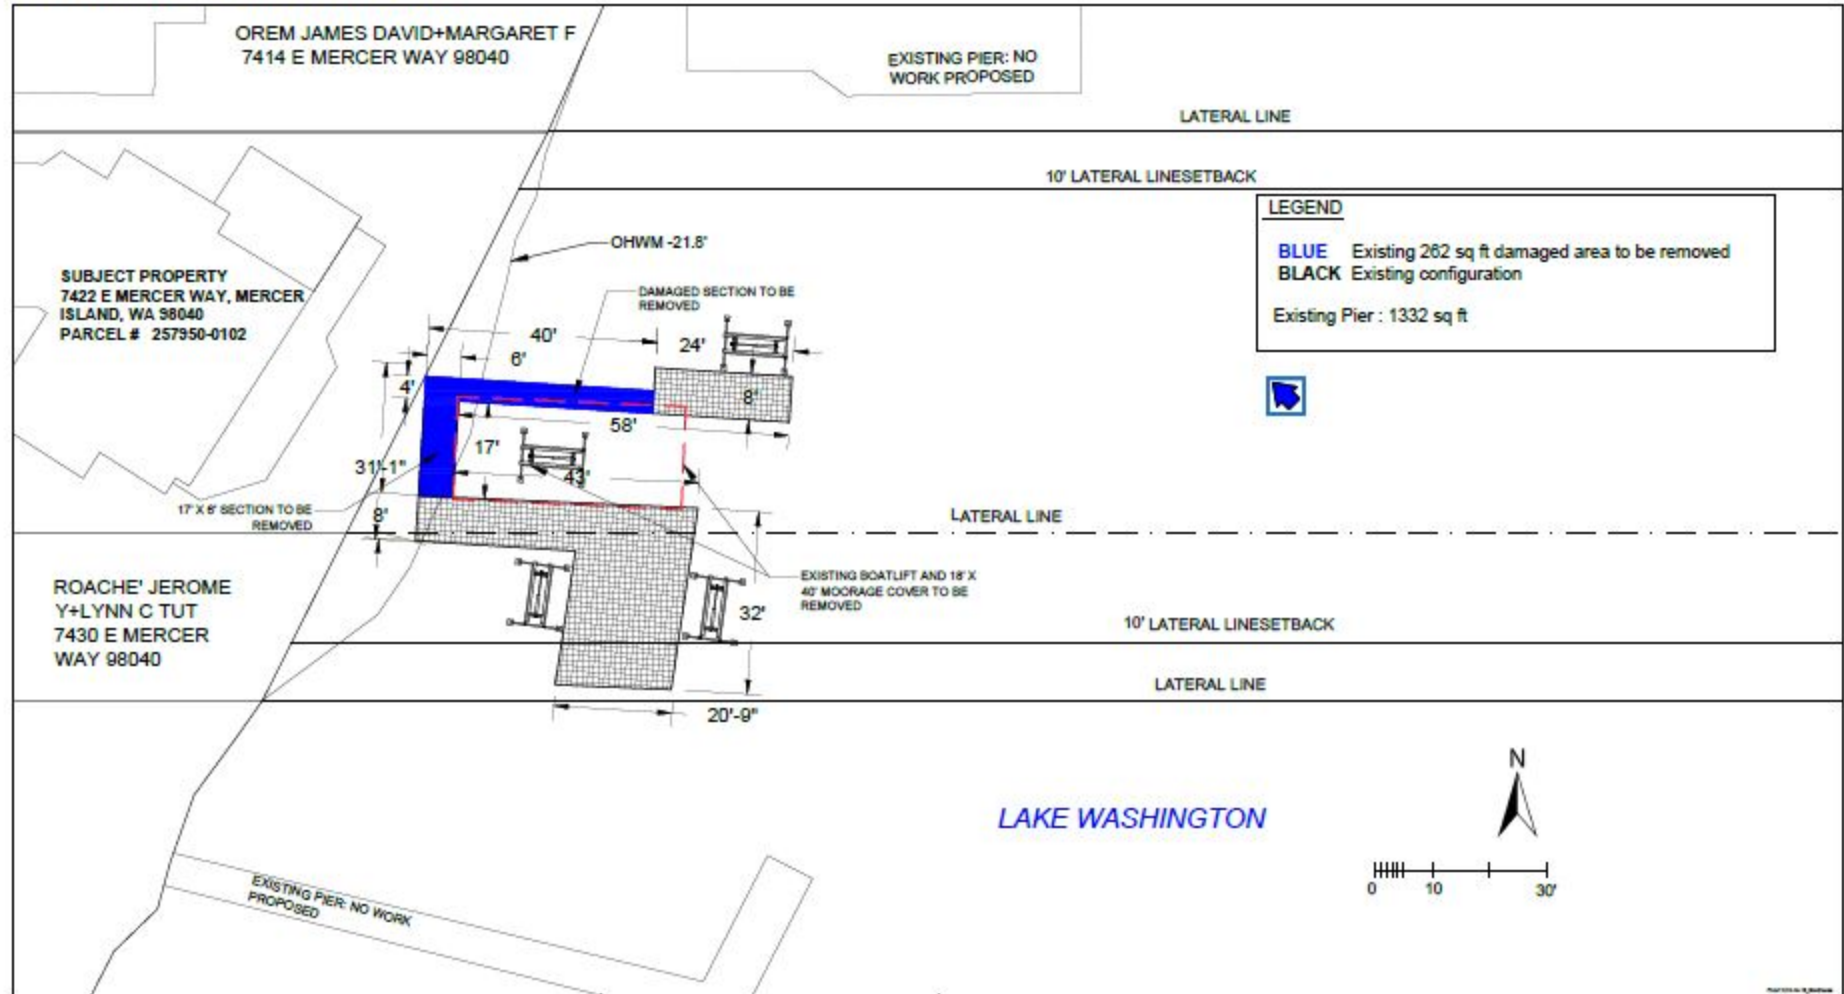 OREM JAMES DAVID+MARGARET F
7414 E MERCER WAY 98040
EXISTING PIER: NO
WORK PROPOSED
LATERAL LINE
10' LATERAL LINESETBACK
LEGEND
BLUE Existing 262 sq ft damaged area to be removed
BLACK Existing configuration
Existing Pier : 1332 sq ft
OHWM -21.8'
SUBJECT PROPERTY
7422 E MERCER WAY, MERCER
ISLAND, WA 98040
PARCEL # 257950-0102
DAMAGED SECTION TO BE
REMOVED
40'
24'
6'
4'
8'
58'
17'
43'
31'-1"
17' X 6' SECTION TO BE
REMOVED
8'
LATERAL LINE
EXISTING BOATLIFT AND 18' X
40' MOORAGE COVER TO BE
REMOVED
ROACHE' JEROME
Y+LYNN C TUT
7430 E MERCER
WAY 98040
32'
10' LATERAL LINESETBACK
LATERAL LINE
20'-9"
N
LAKE WASHINGTON
0 10 30'
EXISTING PIER: NO WORK
PROPOSED